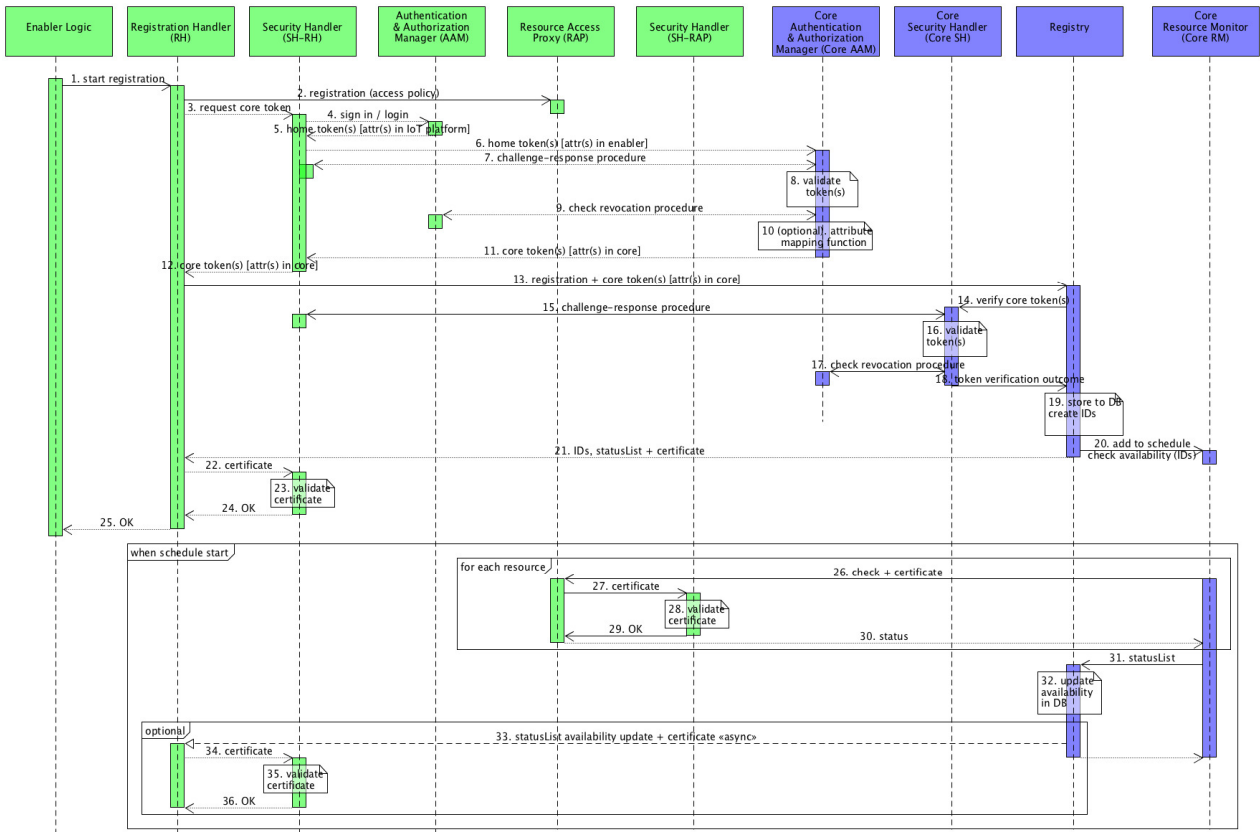 Enabler Logic
Registration Handler
(RH)
Security Handler
(SH-RH)
Authentication
& Authorization
Manager (AAM)
Resource Access
Proxy (RAP)
Security Handler
(SH-RAP)
Core
Authentication
& Authorization
Manager (Core AAM)
Core
Security Handler
(Core SH)
Registry
Core
Resource Monitor
(Core RM)
1. start registration
2. registration (access policy)
3. request core token
4. sign in / login
5. home token(s) [attr(s) in IoT platform]
6. home token(s) [attr(s) in enabler]
7. challenge-response procedure
8. validate
token(s)
9. check revocation procedure
10 (optional). attribute
mapping function
11. core token(s) [attr(s) in core]
12. core token(s) [attr(s) in core]
13. registration + core token(s) [attr(s) in core]
14. verify core token(s)
15. challenge-response procedure
16. validate
token(s)
17. check revocation procedure
18. token verification outcome
19. store to DB
create IDs
20. add to schedule
check availability (IDs)
21. IDs, statusList + certificate
22. certificate
23. validate
certificate
24. OK
25. OK
when schedule start
for each resource
26. check + certificate
27. certificate
28. validate
certificate
29. OK
30. status
31. statusList
32. update
availability
in DB
optional
33. statusList availability update + certificate «async»
34. certificate
35. validate
certificate
36. OK